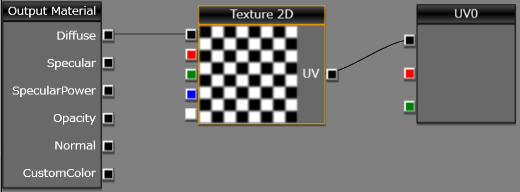 Output Material
Diffuse
Specular
SpecularPower
Opacity
Normal
CustomColor
Texture 2D
UV
UV0